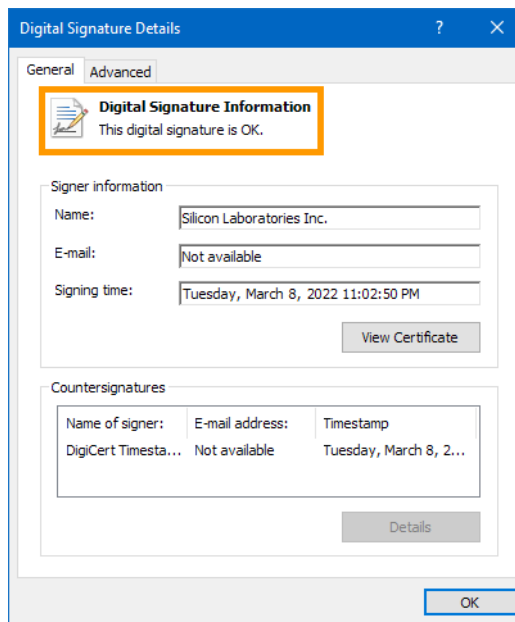 Digital Signature Details ?
General Advanced
Digital Signature Information
This digital signature is OK.
Signer information
Name: Silicon Laboratories Inc.
E-mail: Not available
Signing time: Tuesday, March 8, 2022 11:02:50 PM
View Certificate
Countersignatures
Name of signer: E-mail address: Timestamp
DigiCert Timesta... Not available Tuesday, March 8, 2...
Details
OK